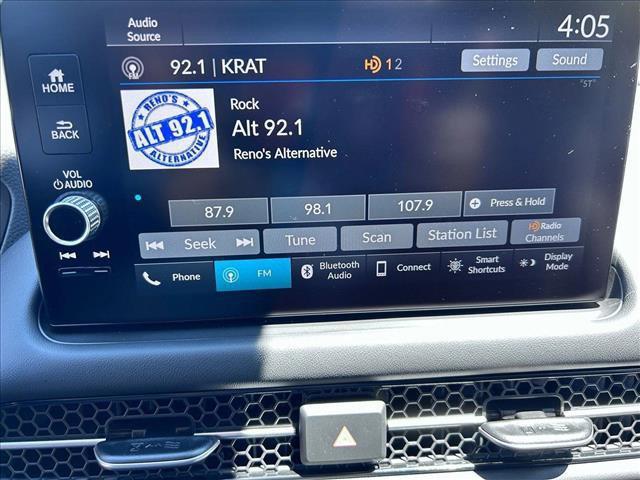 Audio
Source
4:05
HOME
BACK
VOL
AUDIO
FM
92.1 | KRAT
HD 1 2
Settings
Sound
"ST"
RENO'S
ALT 92.1
ALTERNATIVE
Rock
Alt 92.1
Reno's Alternative
87.9
98.1
107.9
Press & Hold
Seek
Tune
Scan
Station List
HD Radio
Channels
Phone
FM
Bluetooth
Audio
Connect
Smart
Shortcuts
Display
Mode